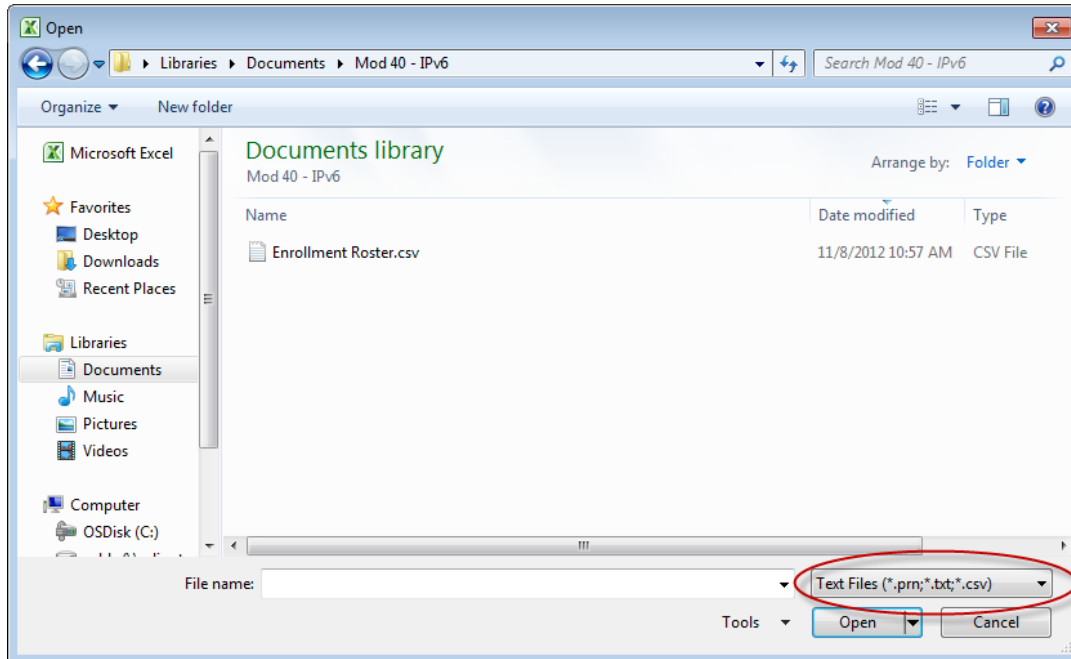 Open
Libraries Documents Mod 40 - IPv6
Search Mod 40 - IPv6
Organize New folder
Microsoft Excel
Favorites
Desktop
Downloads
Recent Places
Libraries
Documents
Music
Pictures
Videos
Computer
OSDisk (C:)
Documents library
Mod 40 - IPv6
Arrange by: Folder
Name Date modified Type
Enrollment Roster.csv 11/8/2012 10:57 AM CSV File
File name:
Text Files (*.prn;*.txt;*.csv)
Tools Open Cancel